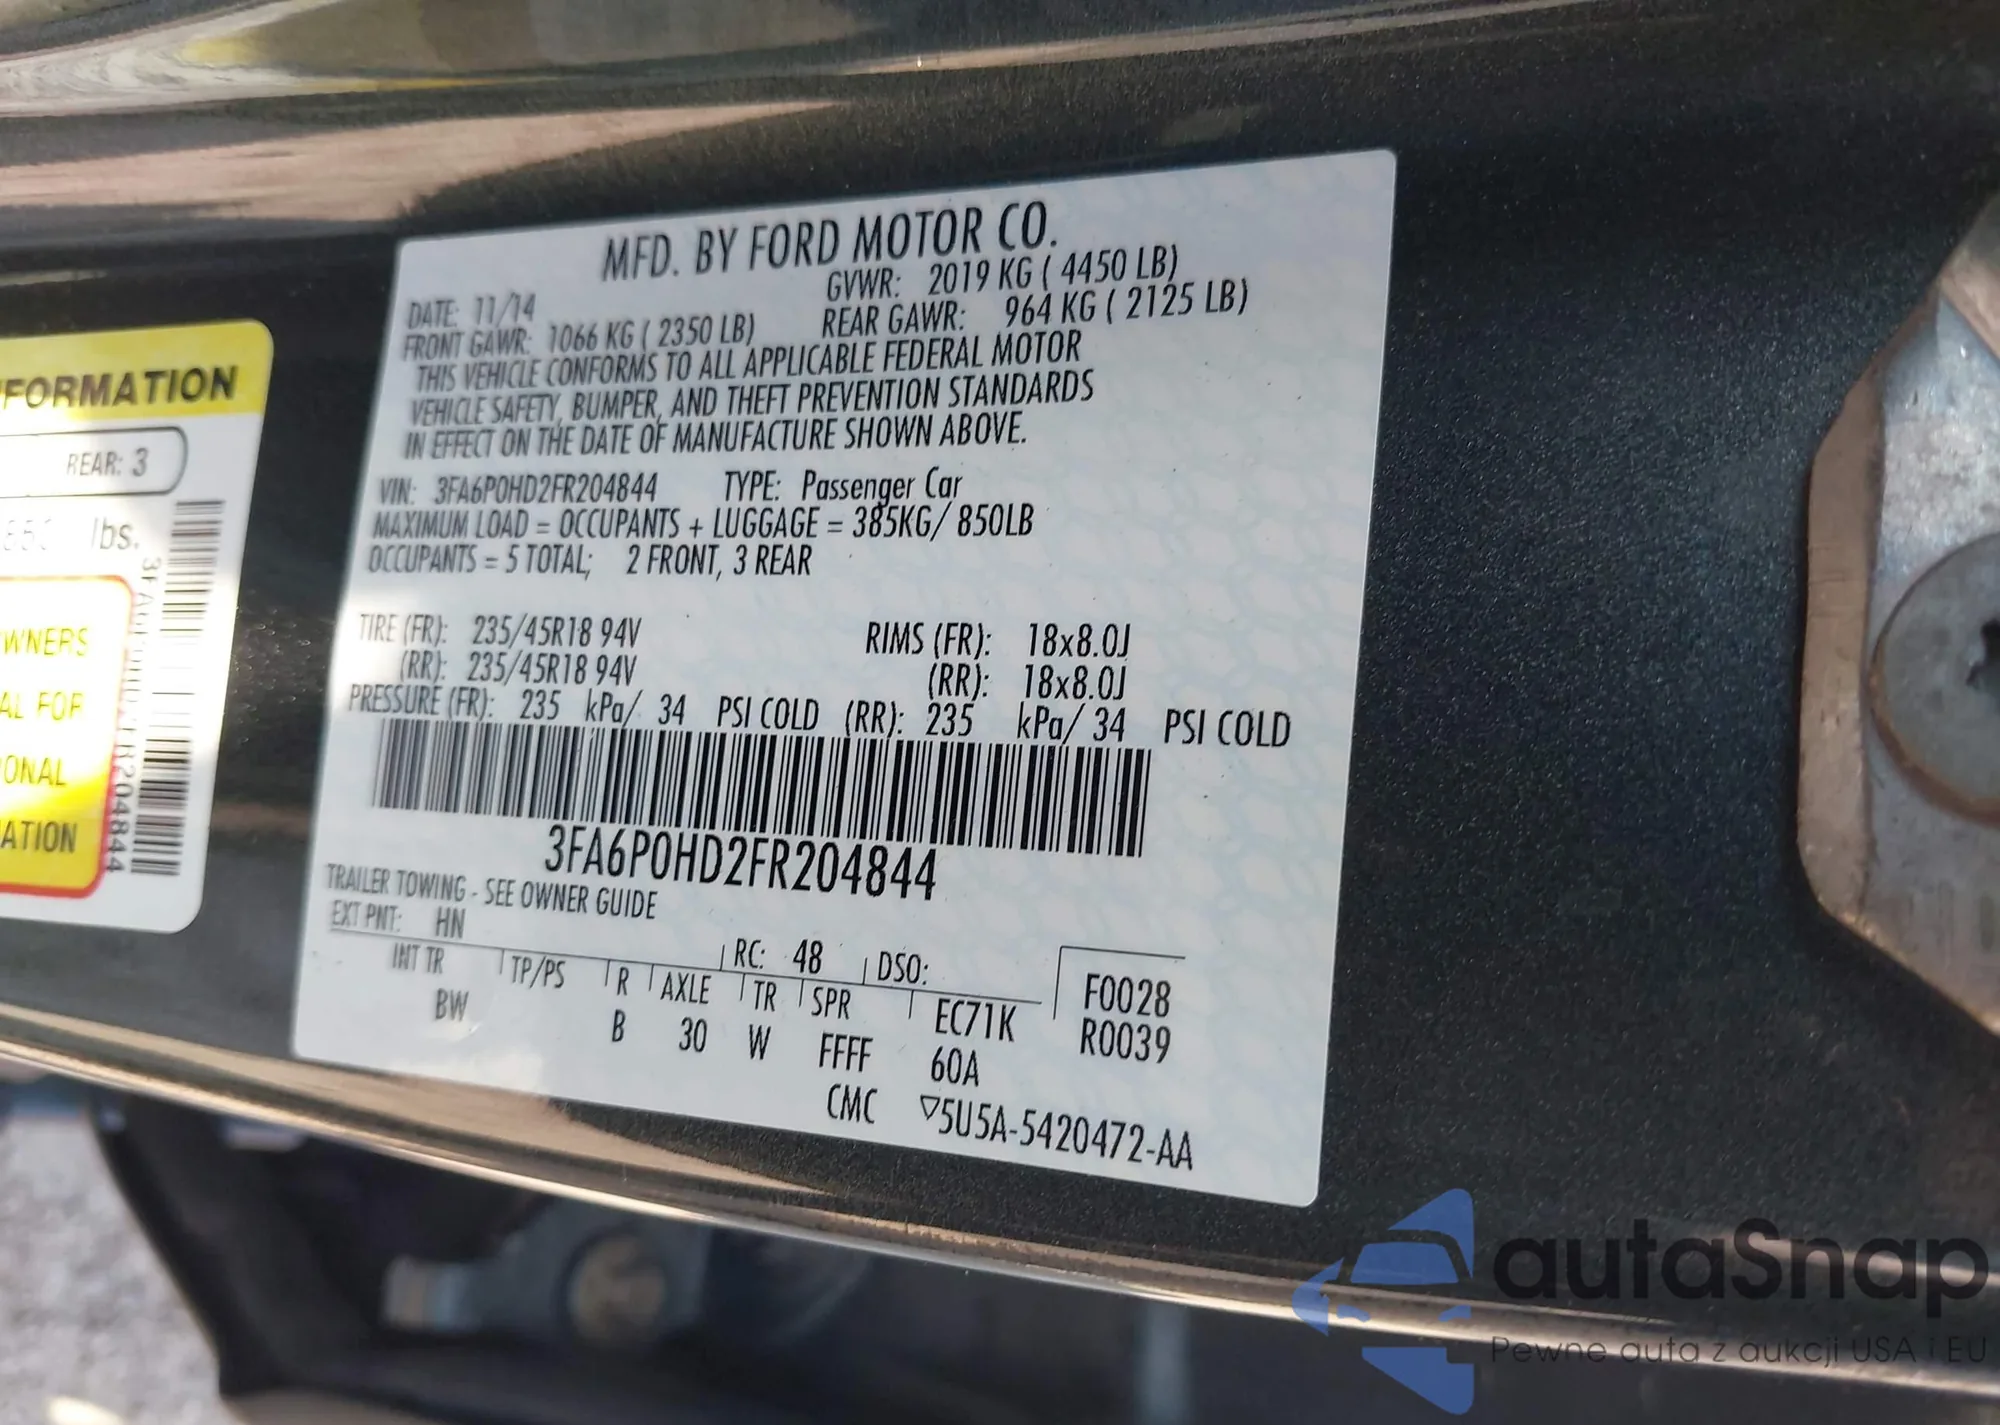 MFD. BY FORD MOTOR CO.
DATE: 11/14 GVWR: 2019 KG ( 4450 LB)
FRONT GAWR: 1066 KG ( 2350 LB) REAR GAWR: 964 KG ( 2125 LB)
THIS VEHICLE CONFORMS TO ALL APPLICABLE FEDERAL MOTOR
VEHICLE SAFETY, BUMPER, AND THEFT PREVENTION STANDARDS
IN EFFECT ON THE DATE OF MANUFACTURE SHOWN ABOVE.
VIN: 3FA6P0HD2FR204844 TYPE: Passenger Car
MAXIMUM LOAD = OCCUPANTS + LUGGAGE = 385KG/ 850LB
OCCUPANTS = 5 TOTAL; 2 FRONT, 3 REAR
TIRE (FR): 235/45R18 94V RIMS (FR): 18x8.0J
(RR): 235/45R18 94V (RR): 18x8.0J
PRESSURE (FR): 235 kPa/ 34 PSI COLD (RR): 235 kPa/ 34 PSI COLD
3FA6P0HD2FR204844
TRAILER TOWING - SEE OWNER GUIDE
EXT PNT: HN RC: 48 DSO: F0028
INT TR TP/PS R AXLE TR SPR EC71K R0039
BW B 30 W FFFF 60A
CMC ▽5U5A-5420472-AA
FORMATION
REAR: 3
lbs.
WNERS
AL FOR
ONAL
ATION
autaSnap
Pewne auta z aukcji USA i EU